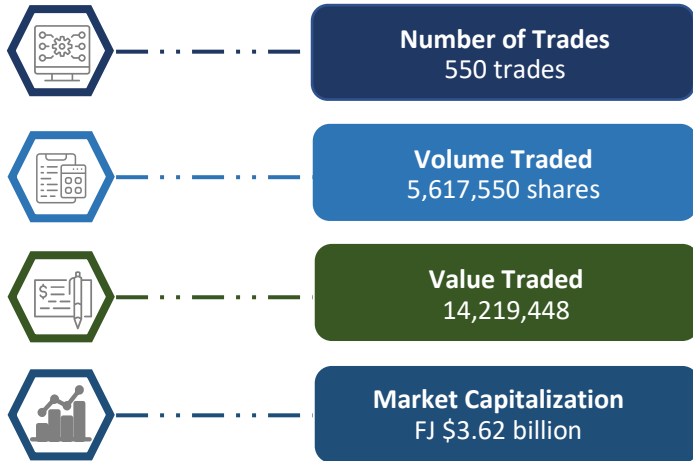 Number of Trades
550 trades
Volume Traded
5,617,550 shares
$
Value Traded
14,219,448
Market Capitalization
FJ $3.62 billion